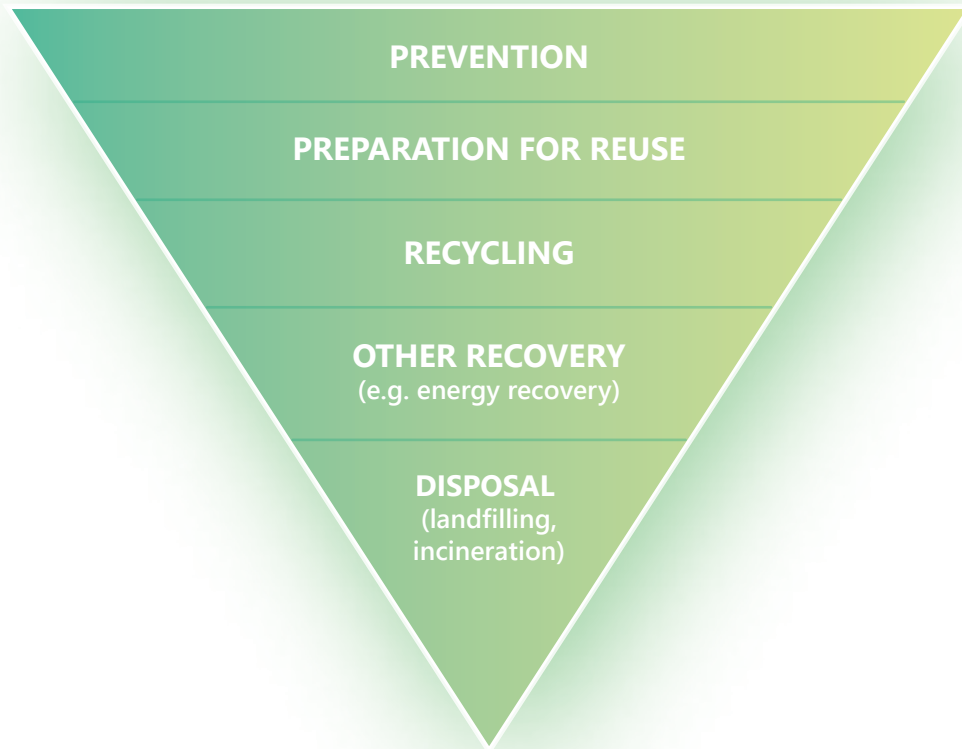 PREVENTION
PREPARATION FOR REUSE
RECYCLING
OTHER RECOVERY
(e.g. energy recovery)
DISPOSAL
(landfilling,
incineration)